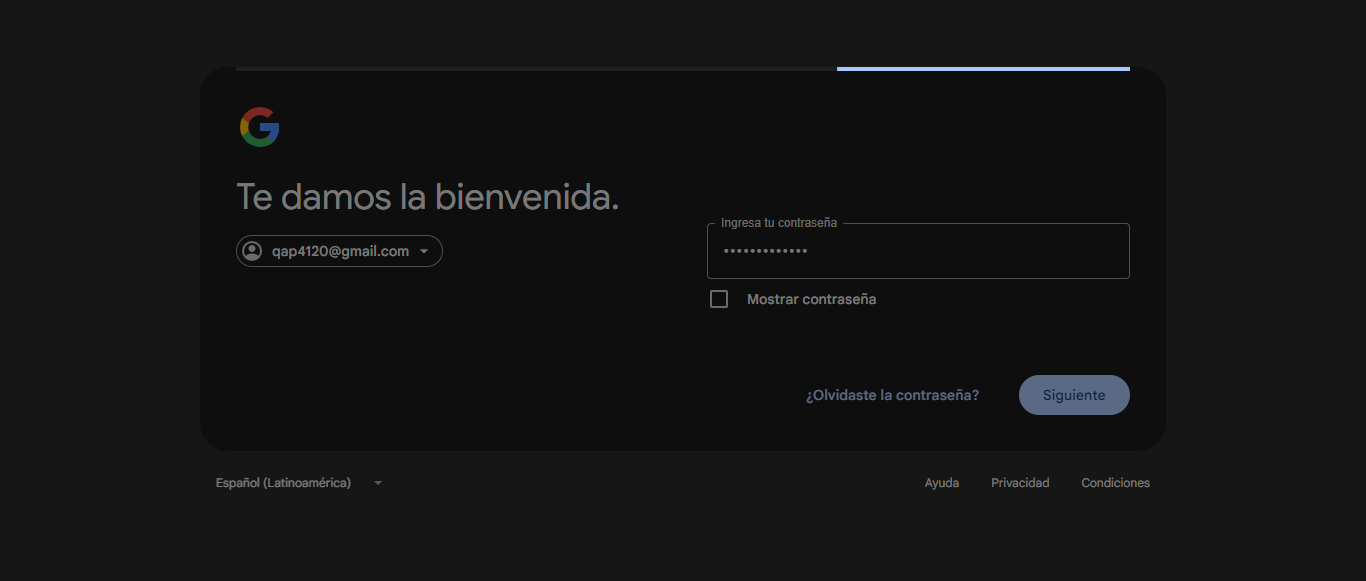 Te damos la bienvenida.
qap4120@gmail.com
Ingresa tu contraseña
•••••••••••••
Mostrar contraseña
¿Olvidaste la contraseña?
Siguiente
Español (Latinoamérica)
Ayuda
Privacidad
Condiciones